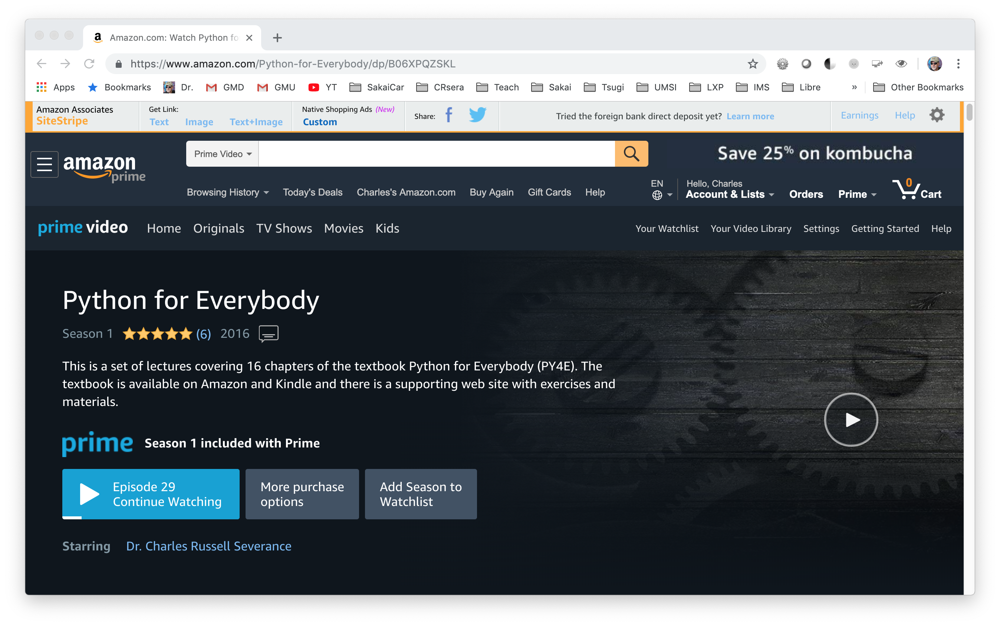 Amazon.com: Watch Python fo
https://www.amazon.com/Python-for-Everybody/dp/B06XPQZSKL
Apps Bookmarks Dr. GMD GMU YT SakaiCar CRsera Teach Sakai Tsugi UMSI LXP IMS Libre » Other Bookmarks
Amazon Associates
SiteStripe
Get Link:
Text Image Text+Image
Native Shopping Ads (New)
Custom
Share:
Tried the foreign bank direct deposit yet? Learn more
Earnings Help
amazon
prime
Prime Video
Save 25% on kombucha
Browsing History Today's Deals Charles's Amazon.com Buy Again Gift Cards Help
EN
Hello, Charles
Account & Lists
Orders
Prime
0
Cart
prime video Home Originals TV Shows Movies Kids
Your Watchlist Your Video Library Settings Getting Started Help
Python for Everybody
Season 1 (6) 2016
This is a set of lectures covering 16 chapters of the textbook Python for Everybody (PY4E). The
textbook is available on Amazon and Kindle and there is a supporting web site with exercises and
materials.
prime Season 1 included with Prime
Episode 29
Continue Watching
More purchase
options
Add Season to
Watchlist
Starring Dr. Charles Russell Severance